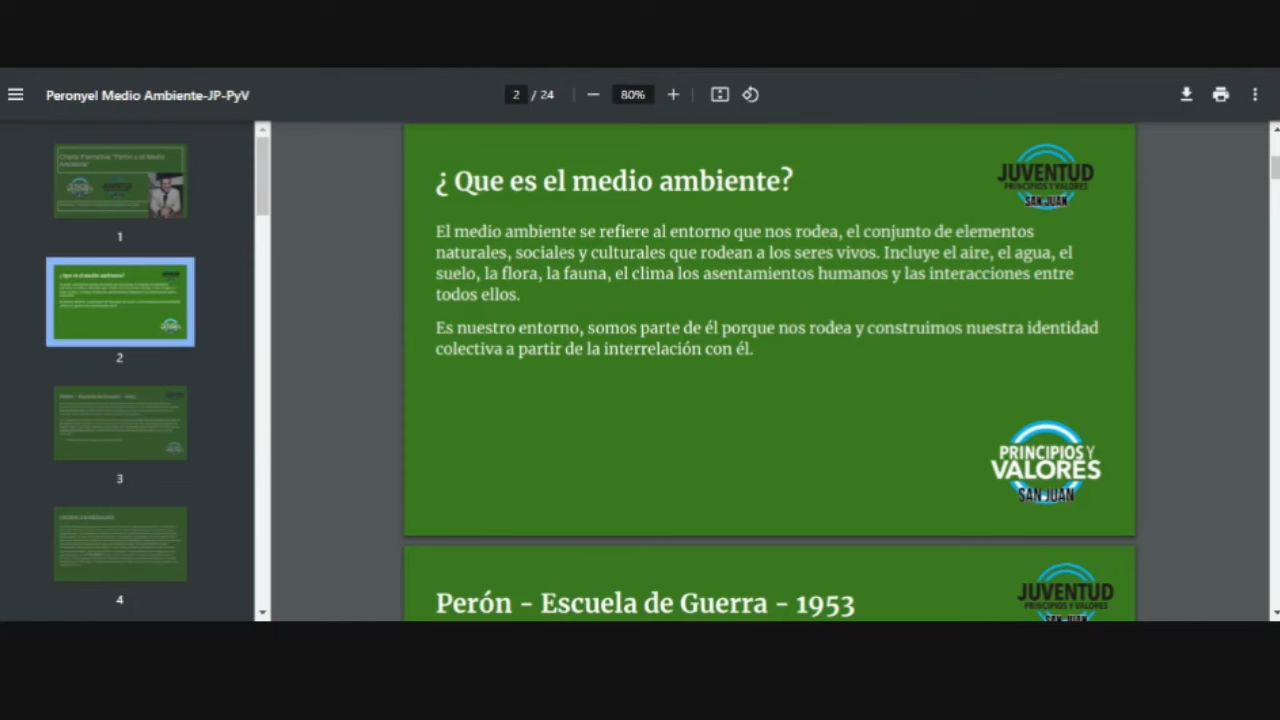 Peronyel Medio Ambiente-JP-PyV
2 / 24
80%
1
2
3
4
¿ Que es el medio ambiente?
JUVENTUD
PRINCIPIOS Y VALORES
SAN JUAN
El medio ambiente se refiere al entorno que nos rodea, el conjunto de elementos
naturales, sociales y culturales que rodean a los seres vivos. Incluye el aire, el agua, el
suelo, la flora, la fauna, el clima los asentamientos humanos y las interacciones entre
todos ellos.
Es nuestro entorno, somos parte de él porque nos rodea y construimos nuestra identidad
colectiva a partir de la interrelación con él.
PRINCIPIOS Y
VALORES
SAN JUAN
Perón - Escuela de Guerra - 1953
JUVENTUD
PRINCIPIOS Y VALORES
SAN JUAN